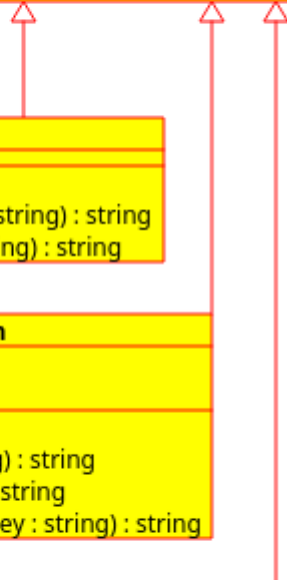 string) : string
ng) : string
n
) : string
string
ey : string) : string